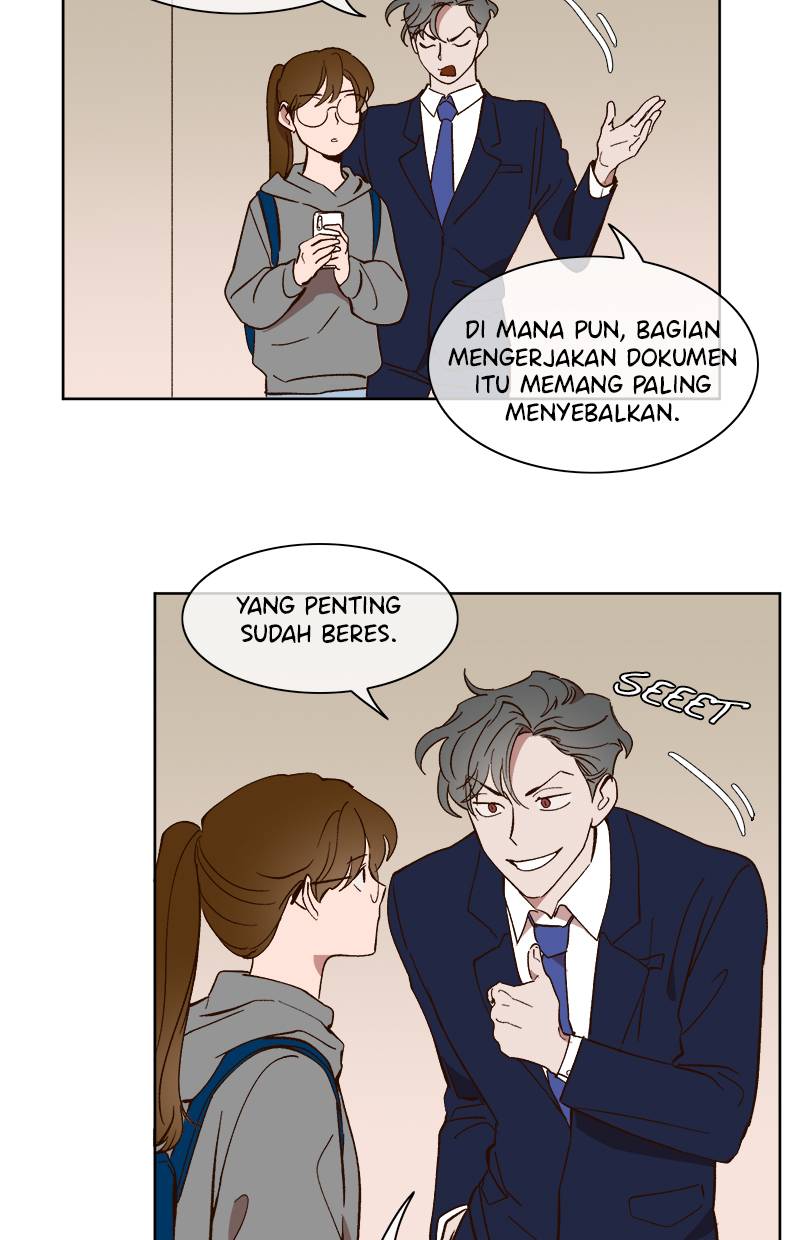 DI MANA PUN, BAGIAN
MENGERJAKAN DOKUMEN
ITU MEMANG PALING
MENYEBALKAN.
YANG PENTING
SUDAH BERES.
SEEET